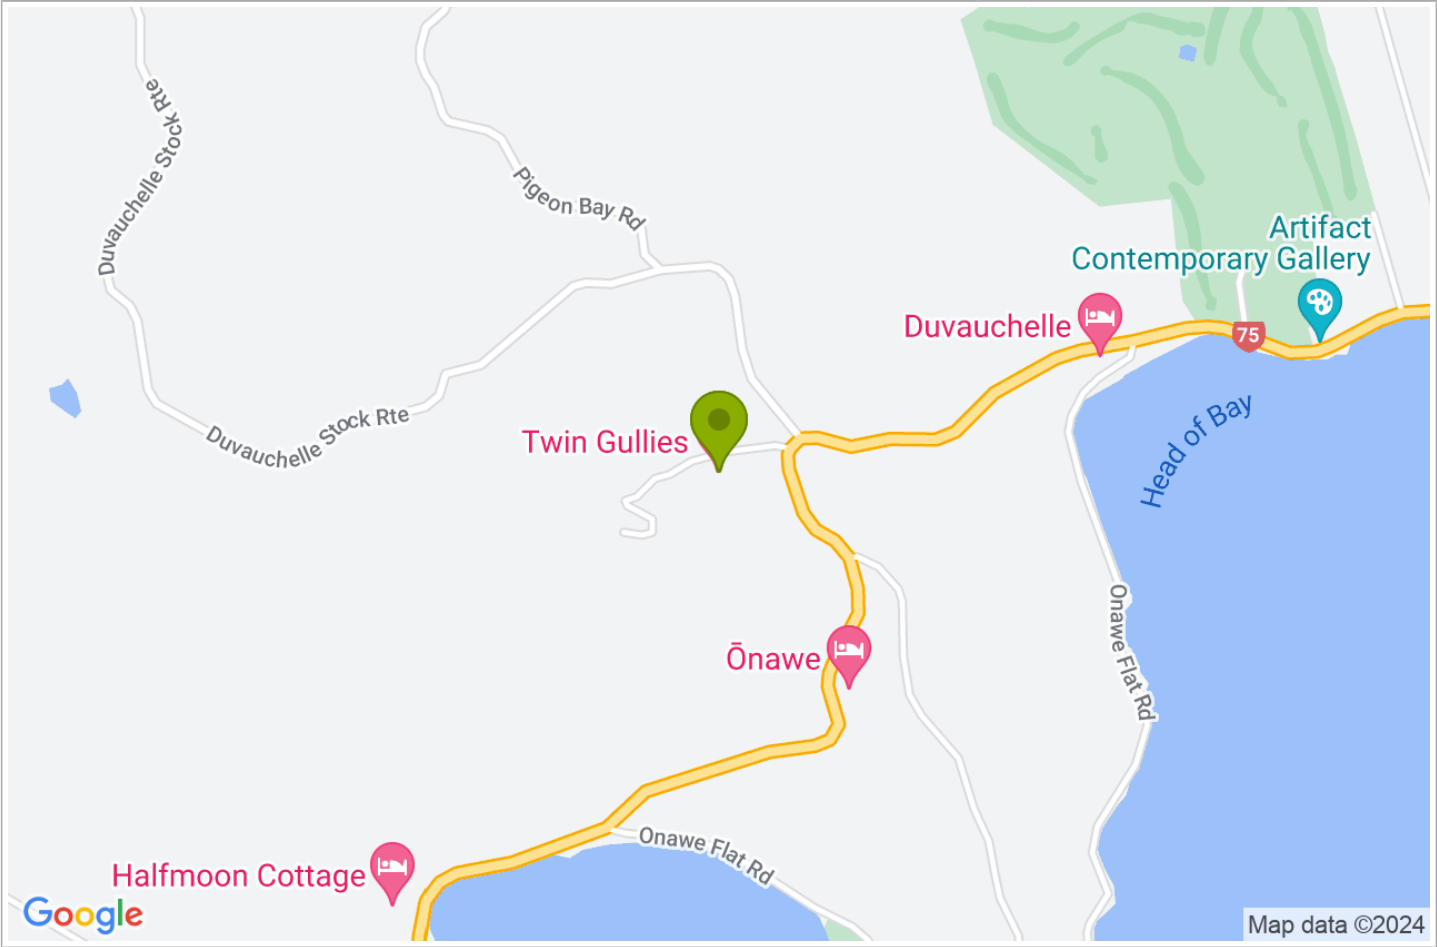 Duvauchelle Stock Rte
Pigeon Bay Rd
Artifact
Contemporary Gallery
Duvauchelle
75
Head of Bay
Duvauchelle Stock Rte
Twin Gullies
Onawe Flat Rd
Ōnawe
Onawe Flat Rd
Halfmoon Cottage
Google
Map data ©2024